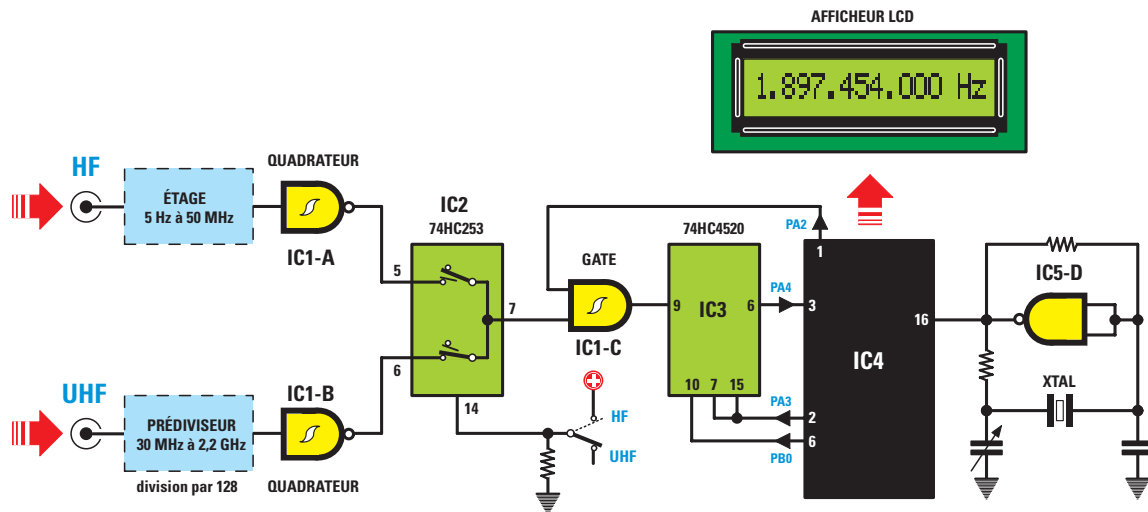 AFFICHEUR LCD
1.897.454.000 Hz
HF
ÉTAGE
5 Hz à 50 MHz
QUADRATEUR
IC1-A
IC2
74HC253
5
6
7
14
GATE
IC1-C
HF
UHF
74HC4520
IC3
9
6
10
7
15
PA2
PA4
PA3
PB0
1
3
2
6
16
IC4
IC5-D
XTAL
UHF
PRÉDIVISEUR
30 MHz à 2,2 GHz
division par 128
IC1-B
QUADRATEUR